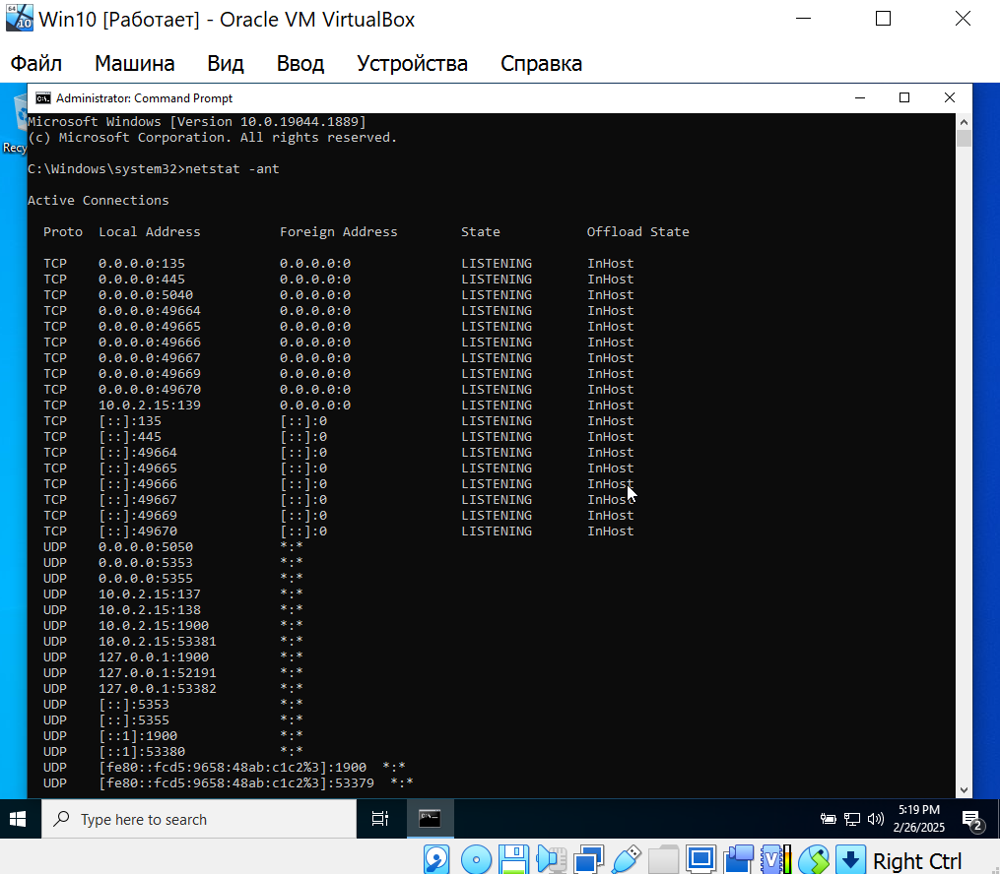 Win10 [Работает] - Oracle VM VirtualBox
Файл Машина Вид Ввод Устройства Справка
Administrator: Command Prompt
Microsoft Windows [Version 10.0.19044.1889]
(c) Microsoft Corporation. All rights reserved.
Recy
C:\Windows\system32>netstat -ant
Active Connections
Proto Local Address Foreign Address State Offload State
TCP 0.0.0.0:135 0.0.0.0:0 LISTENING InHost
TCP 0.0.0.0:445 0.0.0.0:0 LISTENING InHost
TCP 0.0.0.0:5040 0.0.0.0:0 LISTENING InHost
TCP 0.0.0.0:49664 0.0.0.0:0 LISTENING InHost
TCP 0.0.0.0:49665 0.0.0.0:0 LISTENING InHost
TCP 0.0.0.0:49666 0.0.0.0:0 LISTENING InHost
TCP 0.0.0.0:49667 0.0.0.0:0 LISTENING InHost
TCP 0.0.0.0:49669 0.0.0.0:0 LISTENING InHost
TCP 0.0.0.0:49670 0.0.0.0:0 LISTENING InHost
TCP 10.0.2.15:139 0.0.0.0:0 LISTENING InHost
TCP [::]:135 [::]:0 LISTENING InHost
TCP [::]:445 [::]:0 LISTENING InHost
TCP [::]:49664 [::]:0 LISTENING InHost
TCP [::]:49665 [::]:0 LISTENING InHost
TCP [::]:49666 [::]:0 LISTENING InHost
TCP [::]:49667 [::]:0 LISTENING InHost
TCP [::]:49669 [::]:0 LISTENING InHost
TCP [::]:49670 [::]:0 LISTENING InHost
UDP 0.0.0.0:5050 *:*
UDP 0.0.0.0:5353 *:*
UDP 0.0.0.0:5355 *:*
UDP 10.0.2.15:137 *:*
UDP 10.0.2.15:138 *:*
UDP 10.0.2.15:1900 *:*
UDP 10.0.2.15:53381 *:*
UDP 127.0.0.1:1900 *:*
UDP 127.0.0.1:52191 *:*
UDP 127.0.0.1:53382 *:*
UDP [::]:5353 *:*
UDP [::]:5355 *:*
UDP [::1]:1900 *:*
UDP [::1]:53380 *:*
UDP [fe80::fcd5:9658:48ab:c1c2%3]:1900 *:*
UDP [fe80::fcd5:9658:48ab:c1c2%3]:53379 *:*
Type here to search
5:19 PM
2/26/2025
2
Right Ctrl